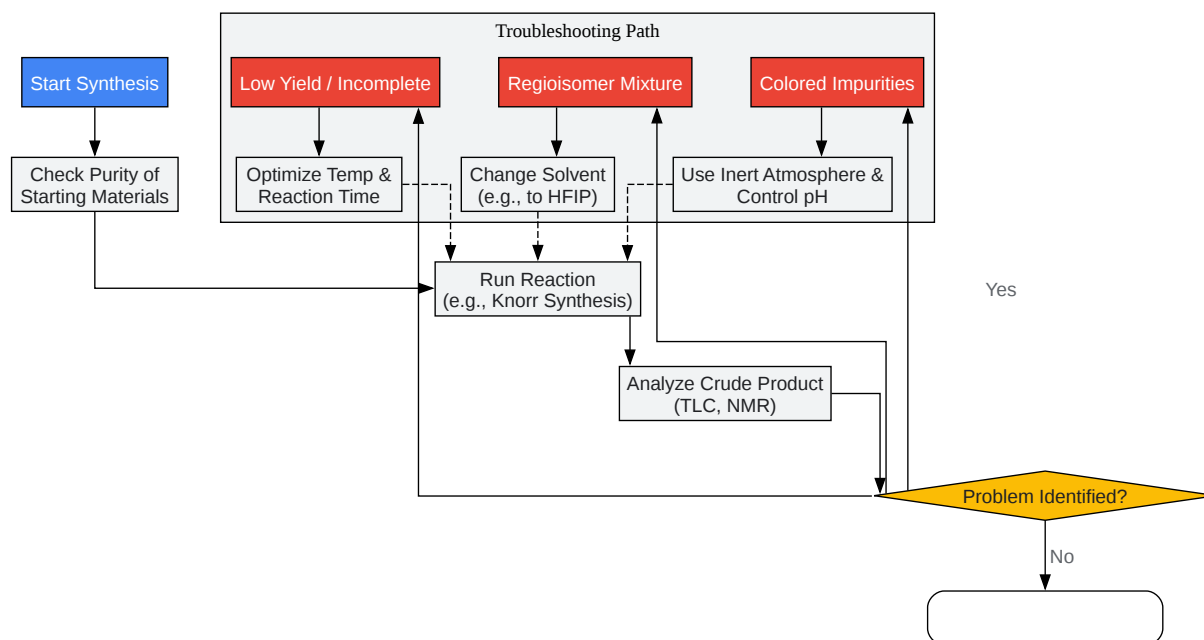 Troubleshooting Path
Start Synthesis
Low Yield / Incomplete
Regioisomer Mixture
Colored Impurities
Check Purity of
Starting Materials
Optimize Temp &
Reaction Time
Change Solvent
(e.g., to HFIP)
Use Inert Atmosphere &
Control pH
Run Reaction
(e.g., Knorr Synthesis)
Yes
Analyze Crude Product
(TLC, NMR)
Problem Identified?
No